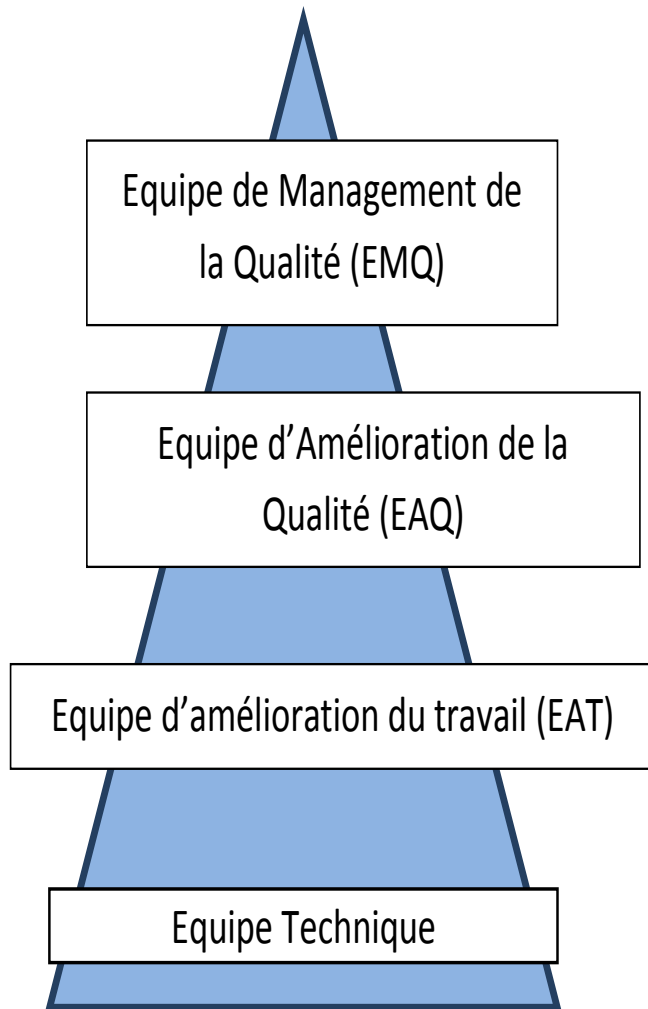 Equipe de Management de
la Qualité (EMQ)
Equipe d’Amélioration de la
Qualité (EAQ)
Equipe d’amélioration du travail (EAT)
Equipe Technique